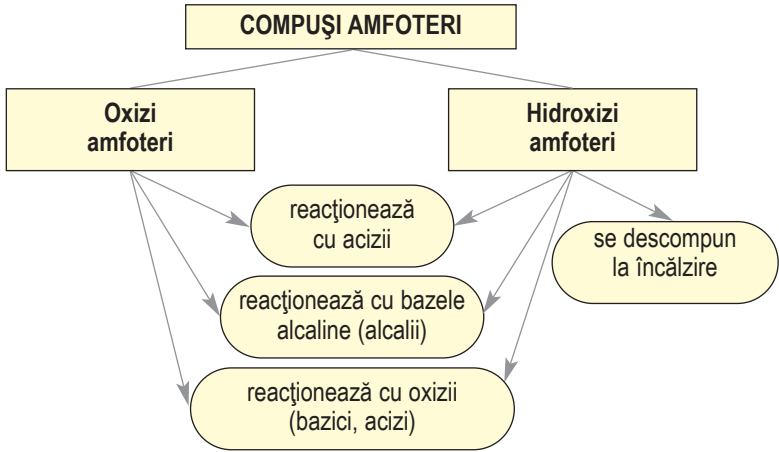 COMPUŞI AMFOTERI
Oxizi
amfoteri
Hidroxizi
amfoteri
reacţionează
cu acizii
se descompun
la încălzire
reacţionează cu bazele
alcaline (alcalii)
reacţionează cu oxizii
(bazici, acizi)